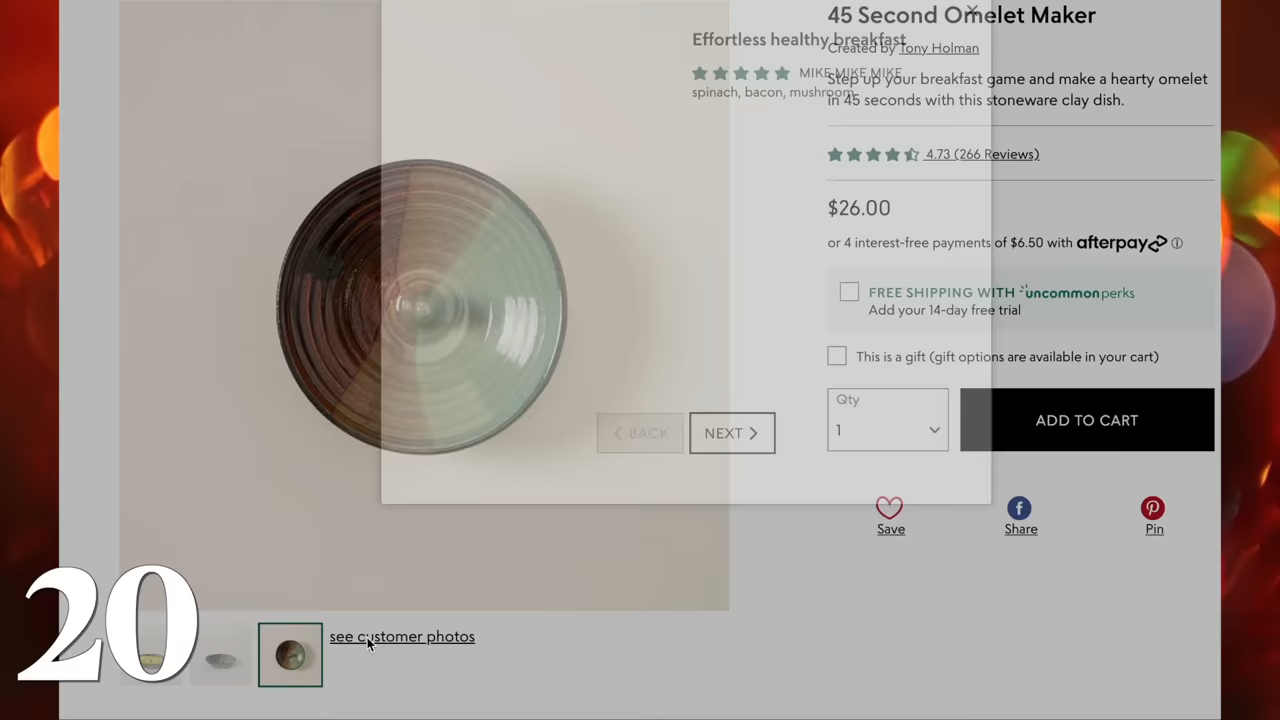 45 Second Omelet Maker
Effortless healthy breakfast
Created by Tony Holman
MIKE MIKE MIKE
spinach, bacon, mushroom
Step up your breakfast game and make a hearty omelet
in 45 seconds with this stoneware clay dish.
4.73 (266 Reviews)
$26.00
or 4 interest-free payments of $6.50 with afterpay
FREE SHIPPING WITH uncommon perks
Add your 14-day free trial
This is a gift (gift options are available in your cart)
Qty
1
ADD TO CART
BACK
NEXT
Save
Share
Pin
see customer photos
20